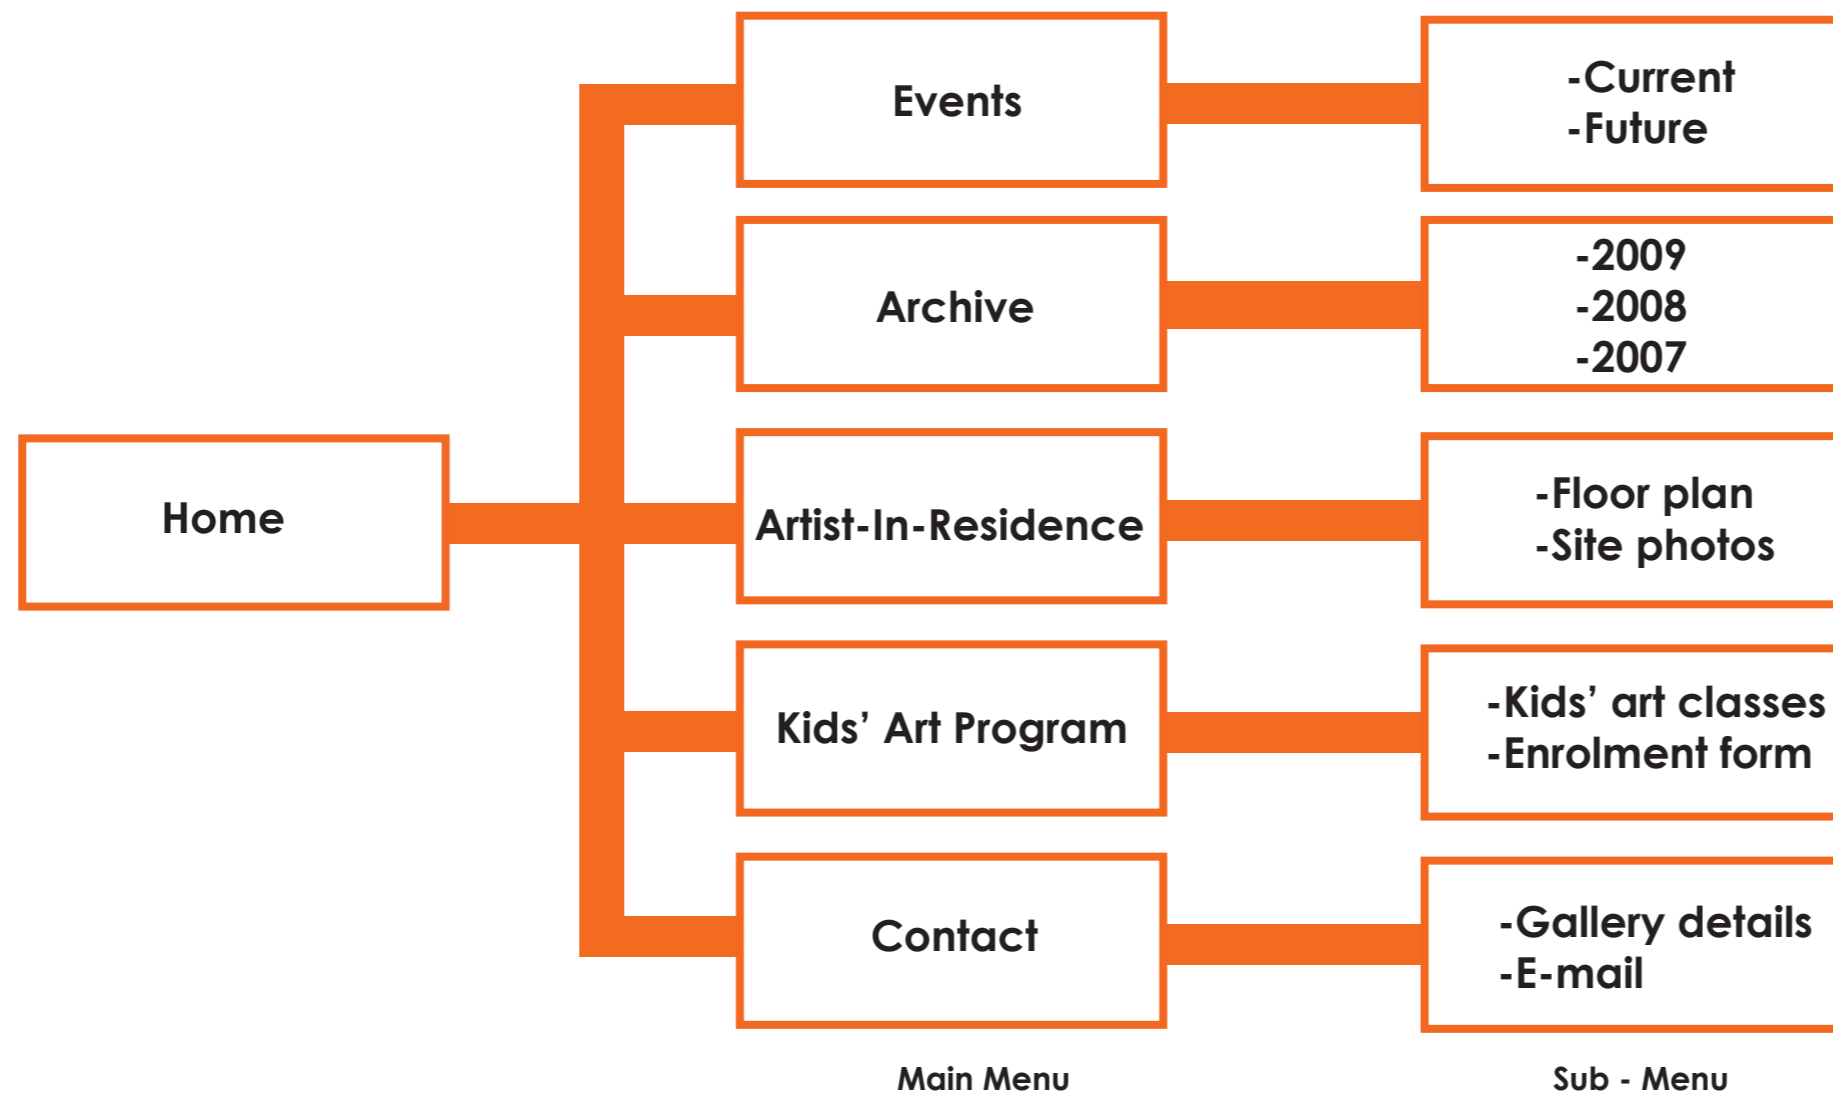 Home
Events
-Current
-Future
Archive
-2009
-2008
-2007
Artist-In-Residence
-Floor plan
-Site photos
Kids’ Art Program
-Kids’ art classes
-Enrolment form
Contact
-Gallery details
-E-mail
Main Menu
Sub - Menu